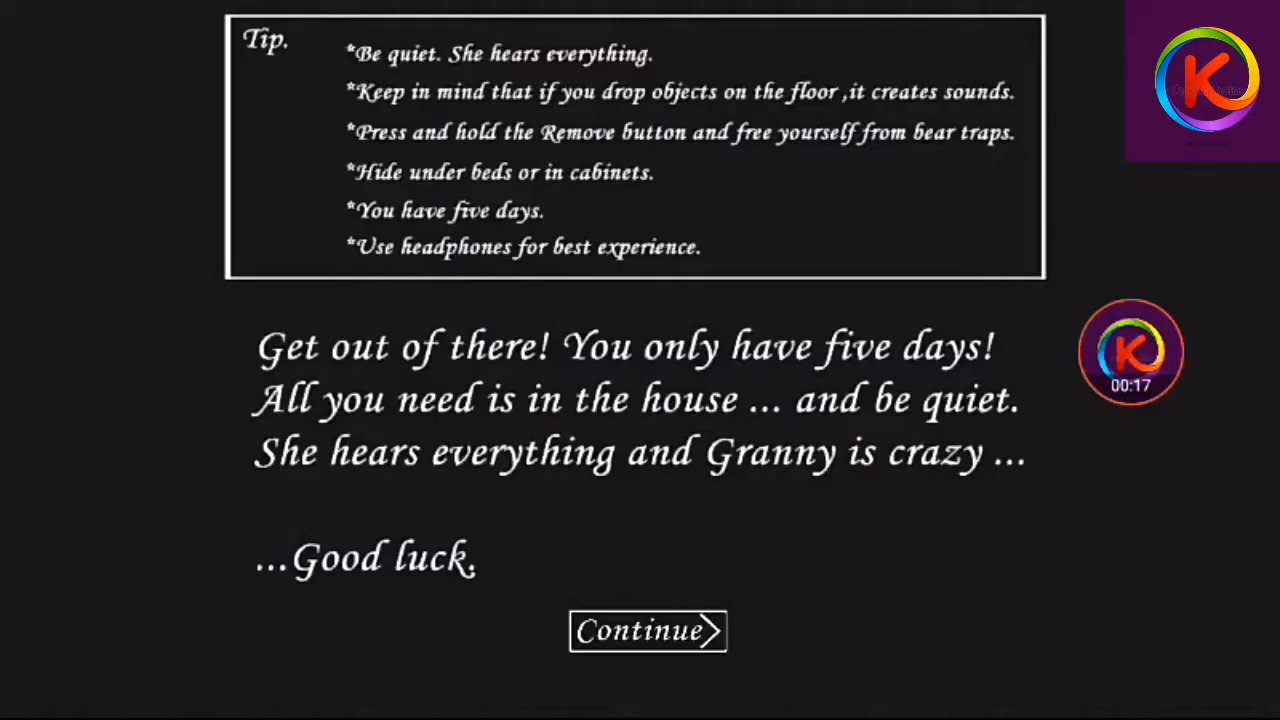 Tip.
*Be quiet. She hears everything.
*Keep in mind that if you drop objects on the floor ,it creates sounds.
*Press and hold the Remove button and free yourself from bear traps.
*Hide under beds or in cabinets.
*You have five days.
*Use headphones for best experience.
K
Get out of there! You only have five days!
All you need is in the house ... and be quiet.
She hears everything and Granny is crazy ...
K
00:17
...Good luck.
Continue>